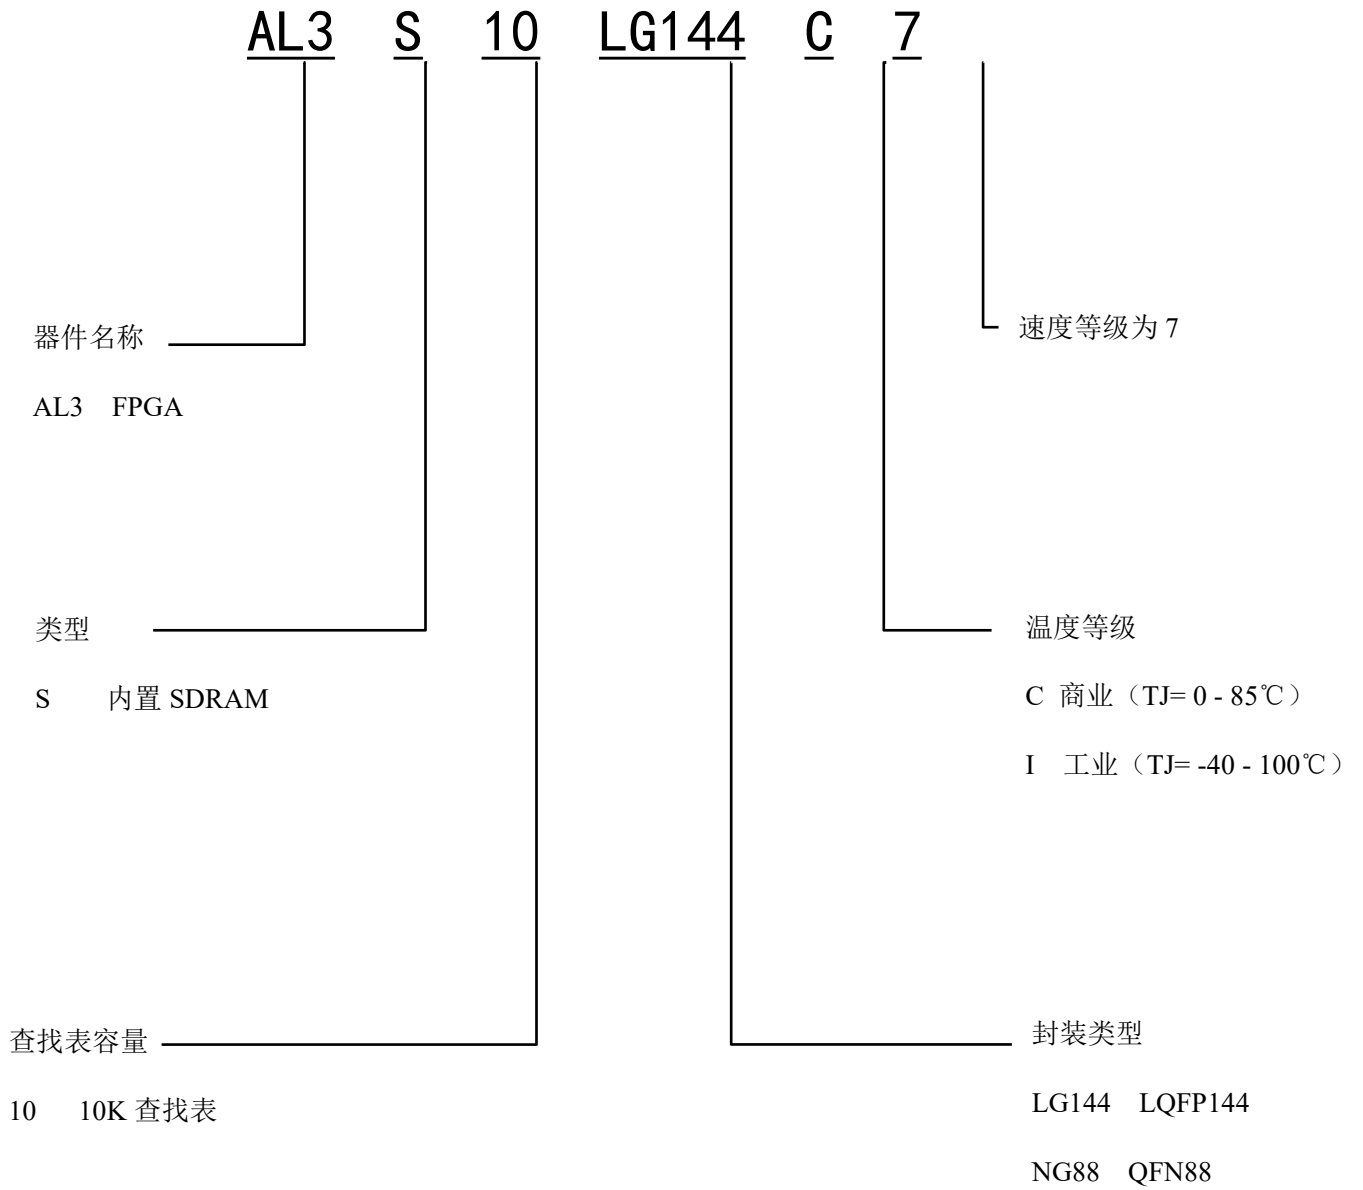 AL3 S 10 LG144 C 7
器件名称
AL3 FPGA
速度等级为 7
类型
S 内置 SDRAM
温度等级
C 商业（TJ= 0 - 85℃）
I 工业（TJ= -40 - 100℃）
查找表容量
10 10K 查找表
封装类型
LG144 LQFP144
NG88 QFN88